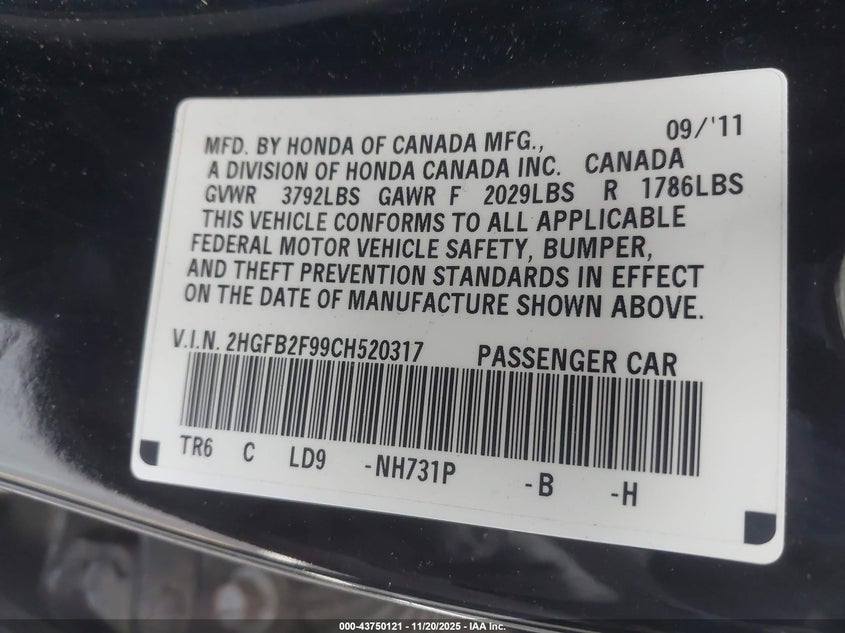 09/'11
MFD. BY HONDA OF CANADA MFG.,
A DIVISION OF HONDA CANADA INC. CANADA
GVWR 3792LBS GAWR F 2029LBS R 1786LBS
THIS VEHICLE CONFORMS TO ALL APPLICABLE
FEDERAL MOTOR VEHICLE SAFETY, BUMPER,
AND THEFT PREVENTION STANDARDS IN EFFECT
ON THE DATE OF MANUFACTURE SHOWN ABOVE.
V.I.N. 2HGFB2F99CH520317 PASSENGER CAR
TR6 C LD9 -NH731P -B -H
000-43750121 - 11/20/2025 - IAA Inc.